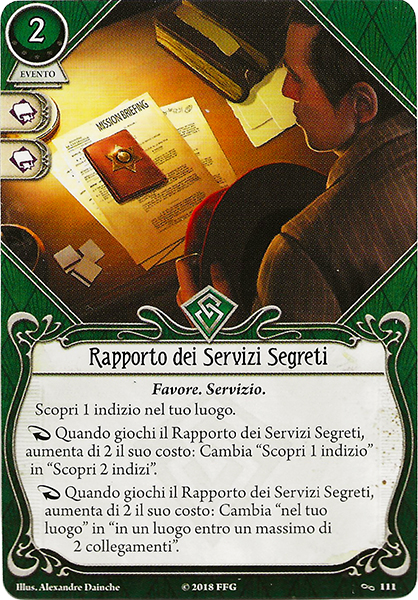 2
EVENTO
MISSION BRIEFING
Rapporto dei Servizi Segreti
Favore. Servizio.
Scopri 1 indizio nel tuo luogo.
Quando giochi il Rapporto dei Servizi Segreti,
aumenta di 2 il suo costo: Cambia “Scopri 1 indizio”
in “Scopri 2 indizi”.
Quando giochi il Rapporto dei Servizi Segreti,
aumenta di 2 il suo costo: Cambia “nel tuo
luogo” in “in un luogo entro un massimo di
2 collegamenti”.
Illus. Alexandre Dainche
© 2018 FFG
111